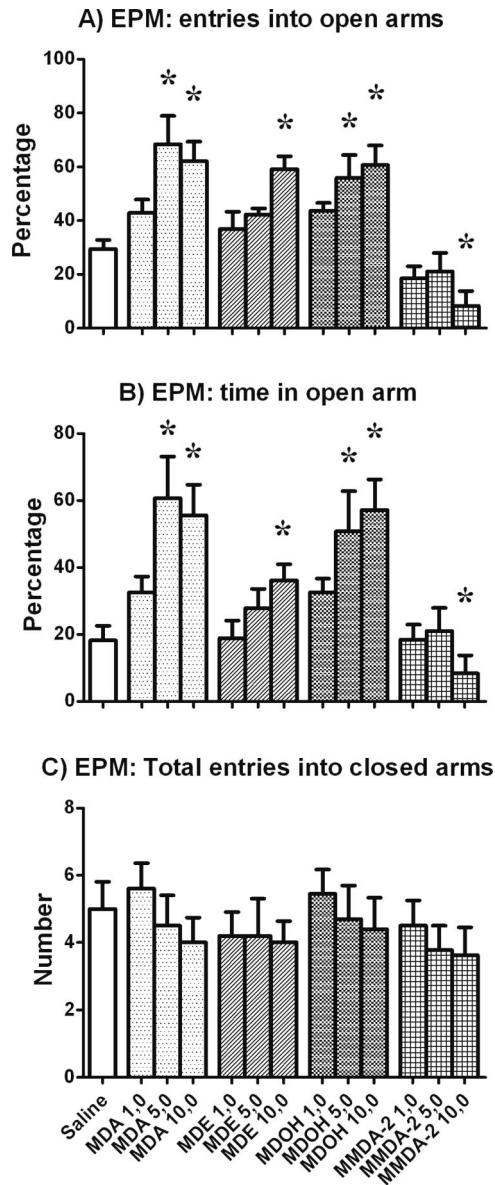 A) EPM: entries into open arms
Percentage
100
80
60
40
20
0
* * * * * *
B) EPM: time in open arm
Percentage
80
60
40
20
0
* * * * * *
C) EPM: Total entries into closed arms
Number
8
6
4
2
0
Saline
MDA 1,0
MDA 5,0
MDA 10,0
MDE 1,0
MDE 5,0
MDE 10,0
MDOH 1,0
MDOH 5,0
MDOH 10,0
MMDA-2 1,0
MMDA-2 5,0
MMDA-2 10,0